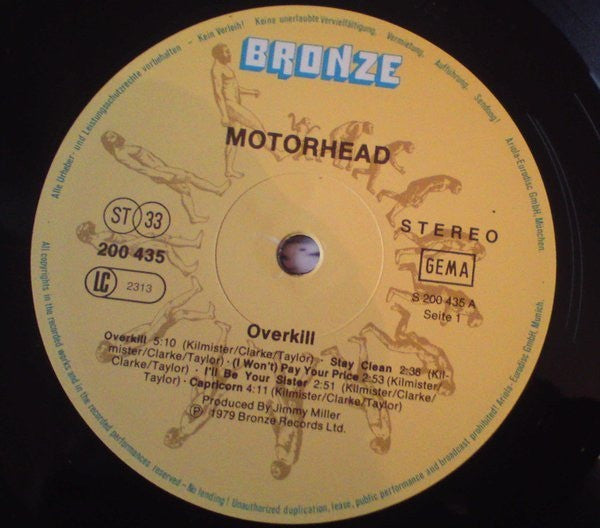 Alle Urheber- und Leistungsschutzrechte vorbehalten - Kein Verleih! Keine unerlaubte Vervielfältigung, Vermietung, Aufführung, Sendung!
Ariola-Eurodisc GmbH, München.
BRONZE
MOTORHEAD
ST 33
200 435
LC 2313
STEREO
GEMA
S 200 435 A
Seite 1
Overkill
Overkill 5:10 (Kilmister/Clarke/Taylor) · Stay Clean 2:38 (Kil-
mister/Clarke/Taylor) · (I Won't) Pay Your Price 2:53 (Kilmister/
Clarke/Taylor) · I'll Be Your Sister 2:51 (Kilmister/Clarke/
Taylor) · Capricorn 4:11 (Kilmister/Clarke/Taylor)
Produced By Jimmy Miller
Ⓟ 1979 Bronze Records Ltd.
All copyrights in the recorded works and in the recorded performances reserved - No lending! Unauthorized duplication, lease, public performance and broadcast prohibited! Ariola-Eurodisc GmbH, Munich.